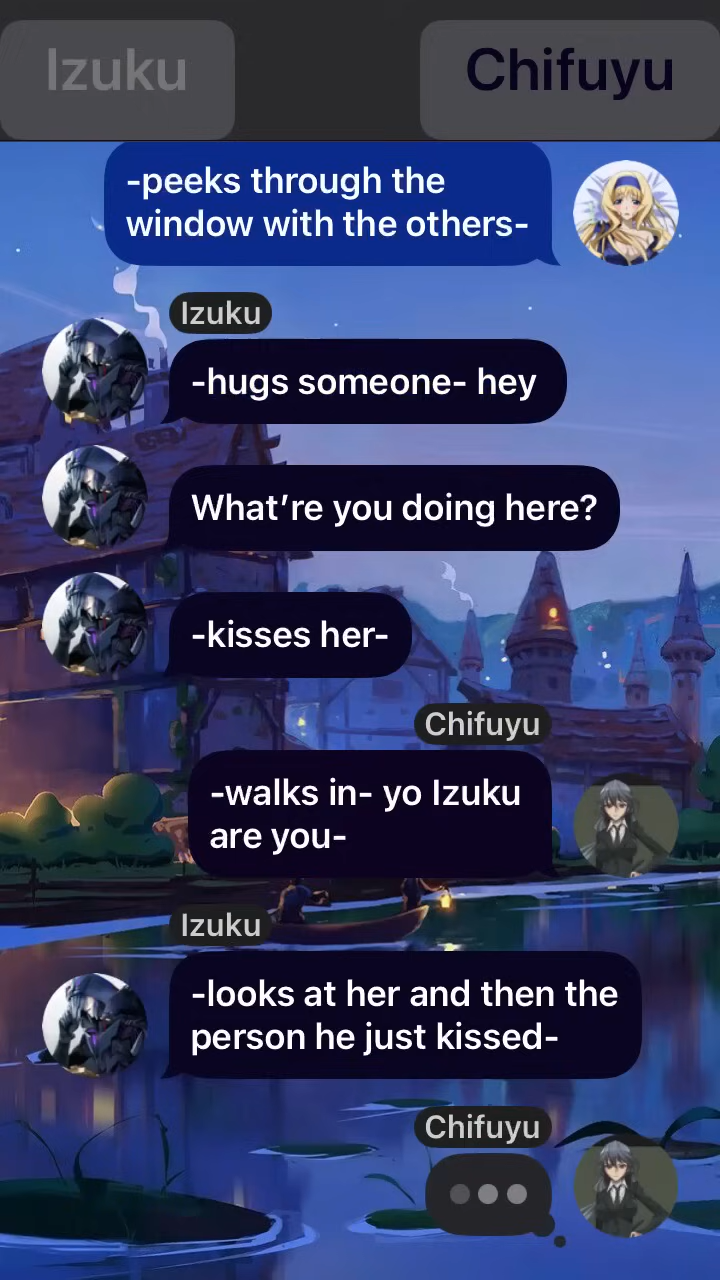 Izuku
Chifuyu
-peeks through the
window with the others-
Izuku
-hugs someone- hey
What’re you doing here?
-kisses her-
Chifuyu
-walks in- yo Izuku
are you-
Izuku
-looks at her and then the
person he just kissed-
Chifuyu